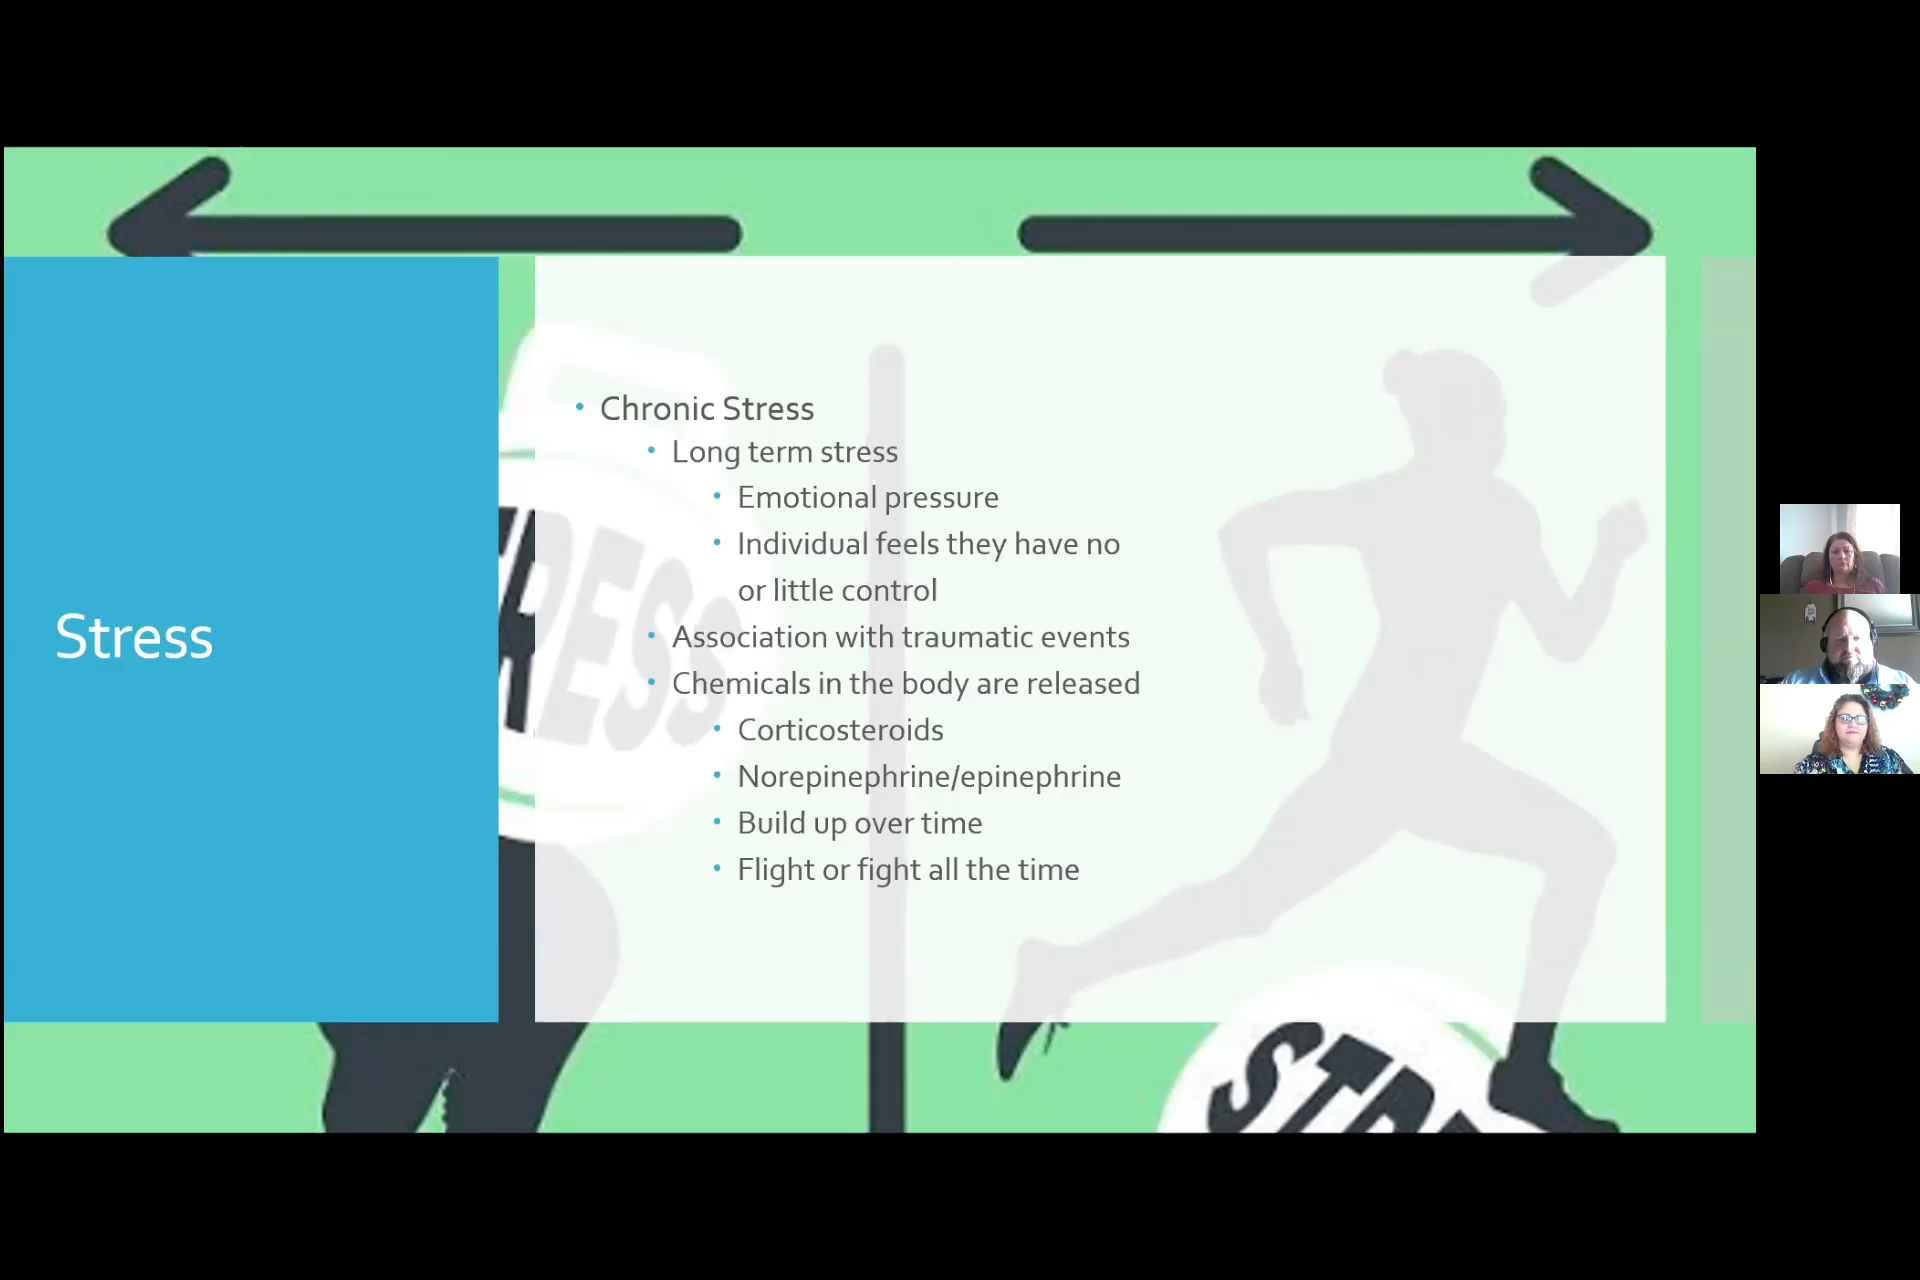 Stress
• Chronic Stress
• Long term stress
• Emotional pressure
• Individual feels they have no
or little control
• Association with traumatic events
• Chemicals in the body are released
• Corticosteroids
• Norepinephrine/epinephrine
• Build up over time
• Flight or fight all the time